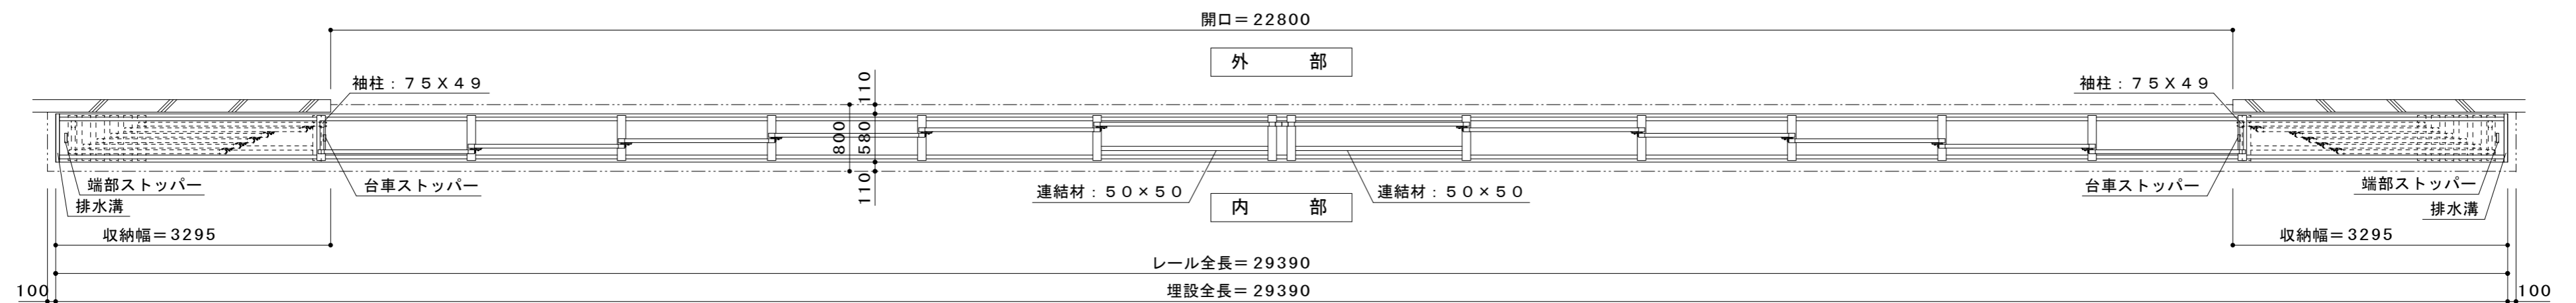 開口＝22800
外　部
袖柱：７５Ｘ４９
袖柱：７５Ｘ４９
110
800
580
110
端部ストッパー
台車ストッパー
連結材：５０×５０
連結材：５０×５０
台車ストッパー
端部ストッパー
排水溝
内　部
排水溝
収納幅＝3295
収納幅＝3295
レール全長＝29390
100
埋設全長＝29390
100